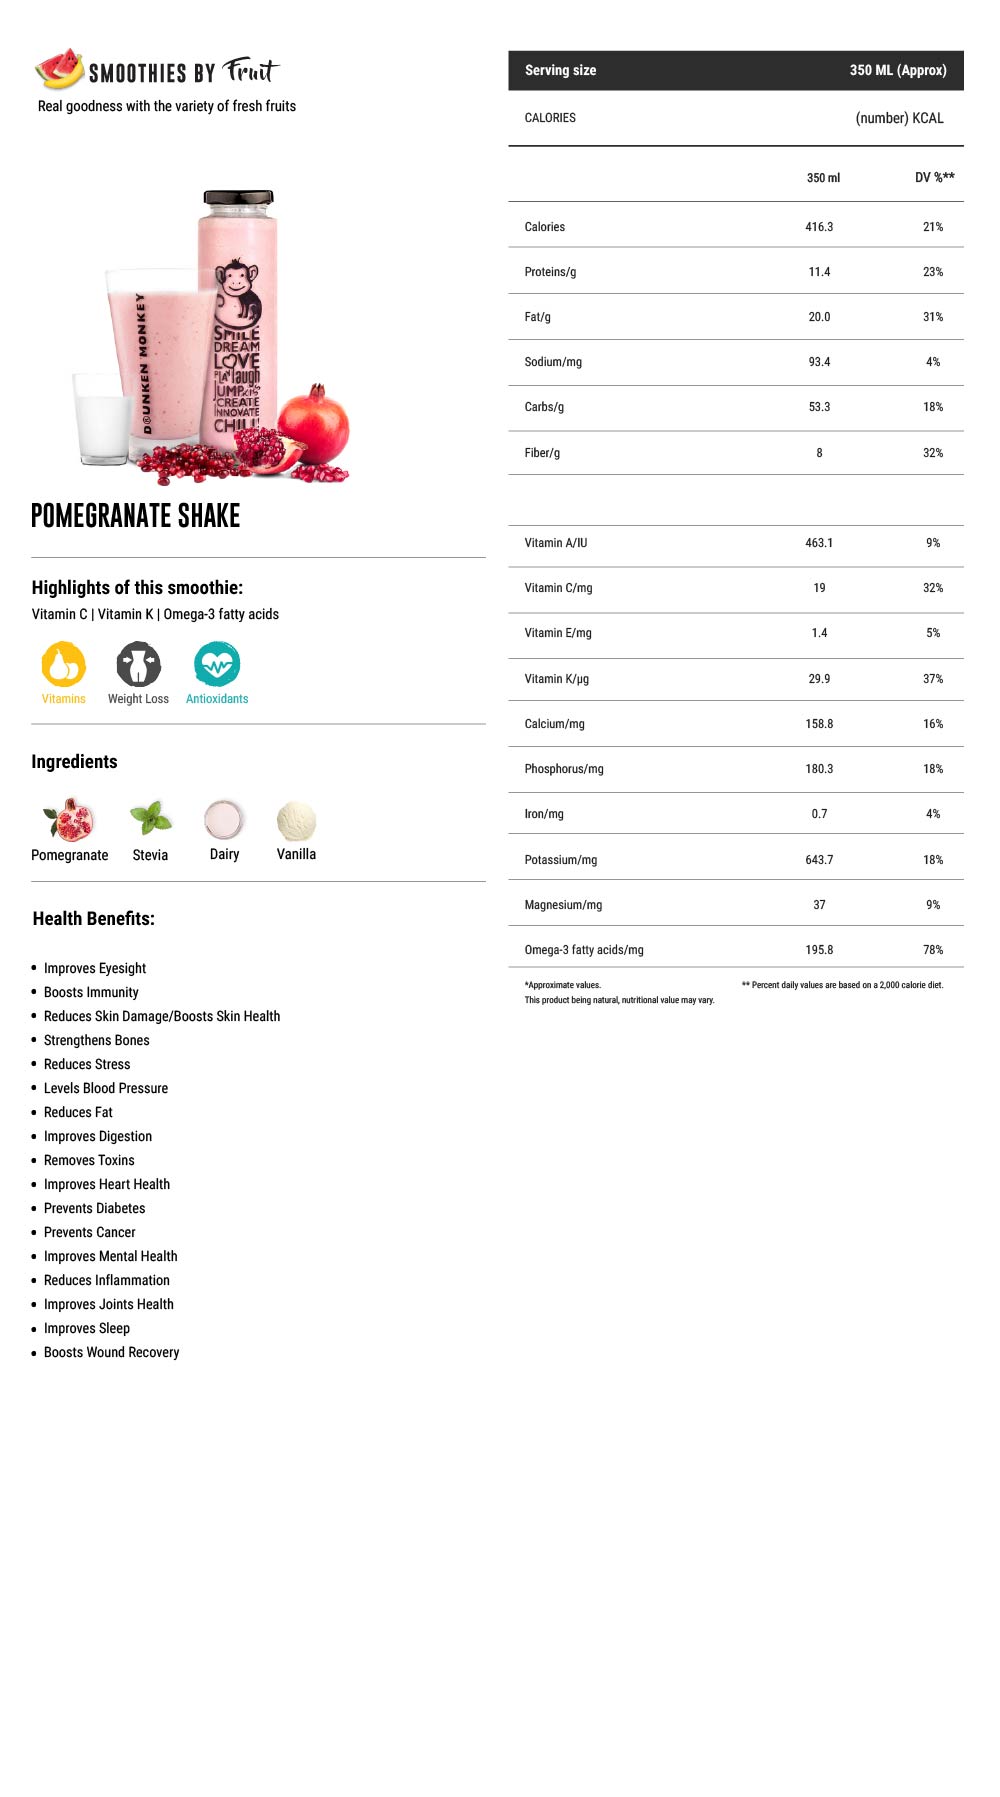 SMOOTHIES BY Fruit
Real goodness with the variety of fresh fruits
DRUNKEN MONKEY
SMILE
DREAM
LOVE
PLAY laugh
JUMP kiss
CREATE
INNOVATE
CHILL!
POMEGRANATE SHAKE
Highlights of this smoothie:
Vitamin C | Vitamin K | Omega-3 fatty acids
Vitamins Weight Loss Antioxidants
Ingredients
Pomegranate Stevia Dairy Vanilla
Health Benefits:
• Improves Eyesight
• Boosts Immunity
• Reduces Skin Damage/Boosts Skin Health
• Strengthens Bones
• Reduces Stress
• Levels Blood Pressure
• Reduces Fat
• Improves Digestion
• Removes Toxins
• Improves Heart Health
• Prevents Diabetes
• Prevents Cancer
• Improves Mental Health
• Reduces Inflammation
• Improves Joints Health
• Improves Sleep
• Boosts Wound Recovery
Serving size 350 ML (Approx)
CALORIES (number) KCAL
350 ml DV %**
Calories 416.3 21%
Proteins/g 11.4 23%
Fat/g 20.0 31%
Sodium/mg 93.4 4%
Carbs/g 53.3 18%
Fiber/g 8 32%
Vitamin A/IU 463.1 9%
Vitamin C/mg 19 32%
Vitamin E/mg 1.4 5%
Vitamin K/µg 29.9 37%
Calcium/mg 158.8 16%
Phosphorus/mg 180.3 18%
Iron/mg 0.7 4%
Potassium/mg 643.7 18%
Magnesium/mg 37 9%
Omega-3 fatty acids/mg 195.8 78%
*Approximate values. ** Percent daily values are based on a 2,000 calorie diet.
This product being natural, nutritional value may vary.